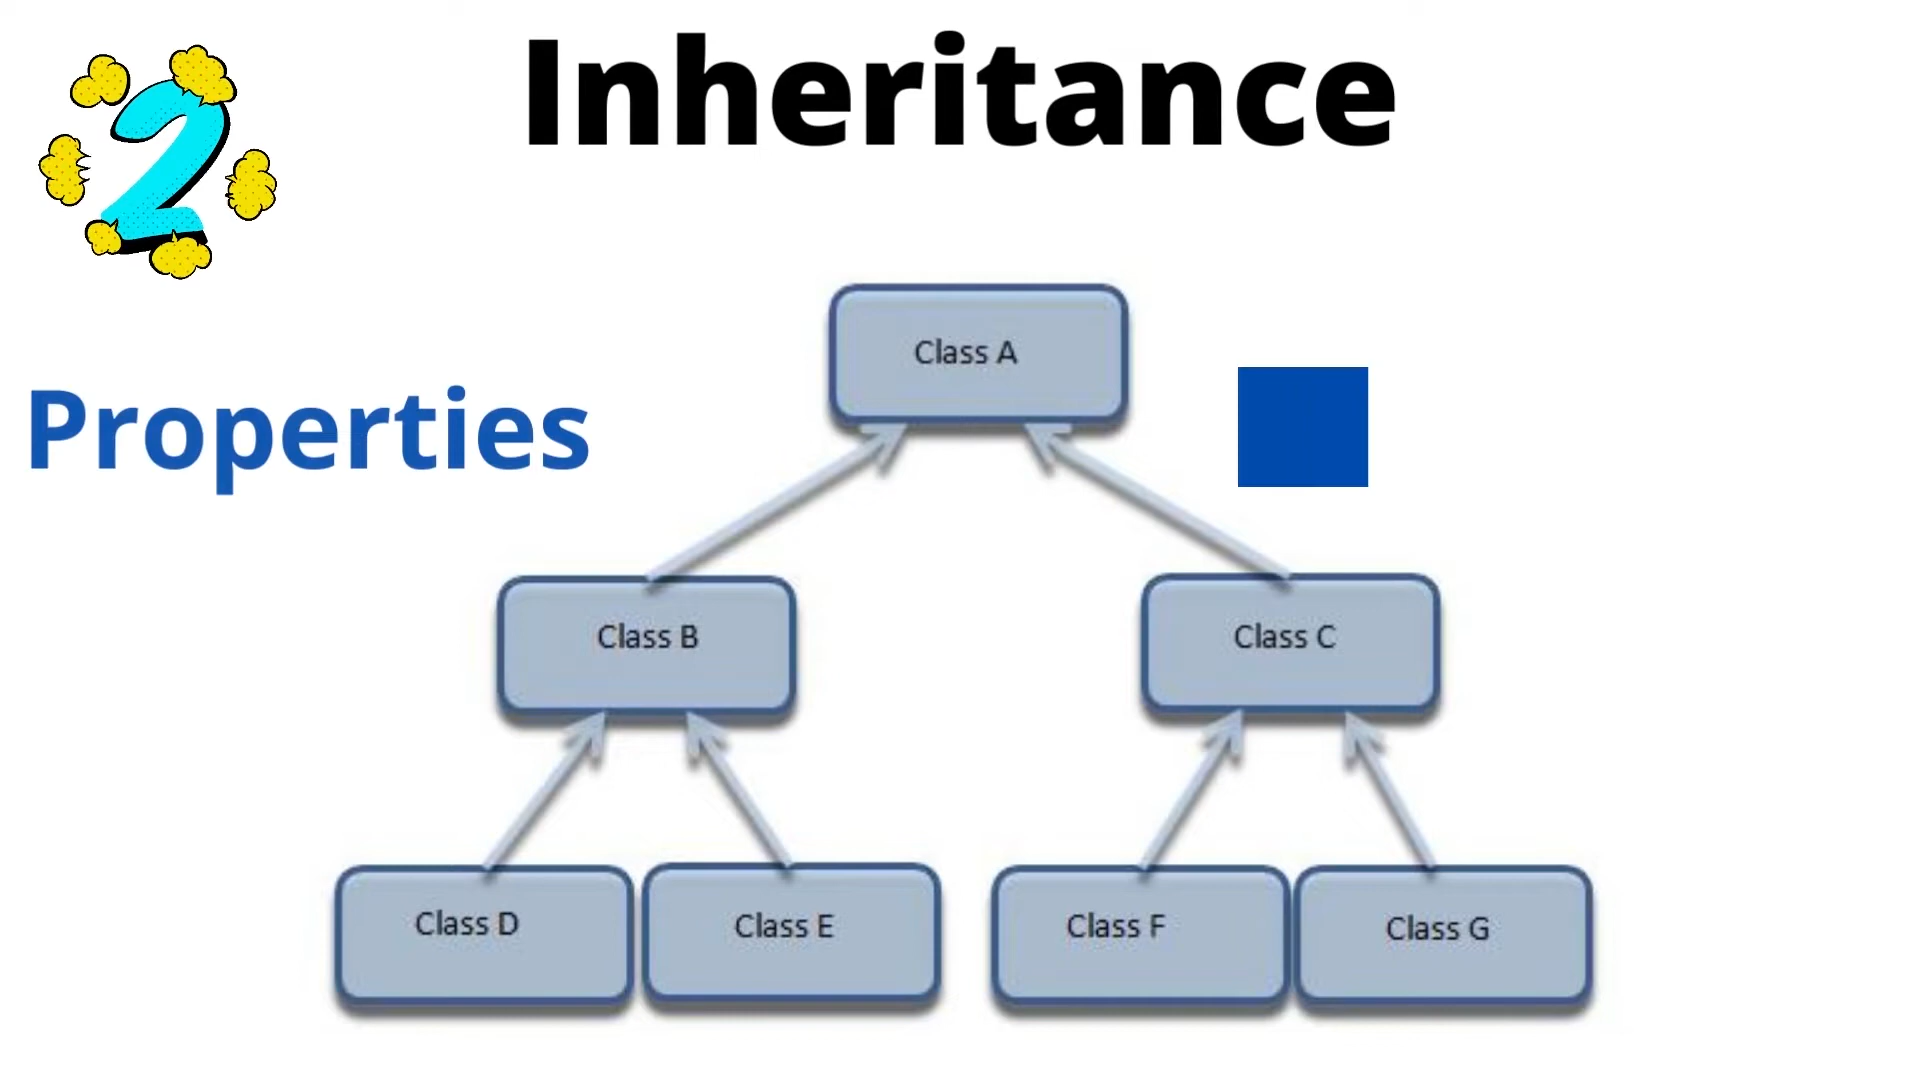 2
Inheritance
Class A
Properties
Class B
Class C
Class D
Class E
Class F
Class G